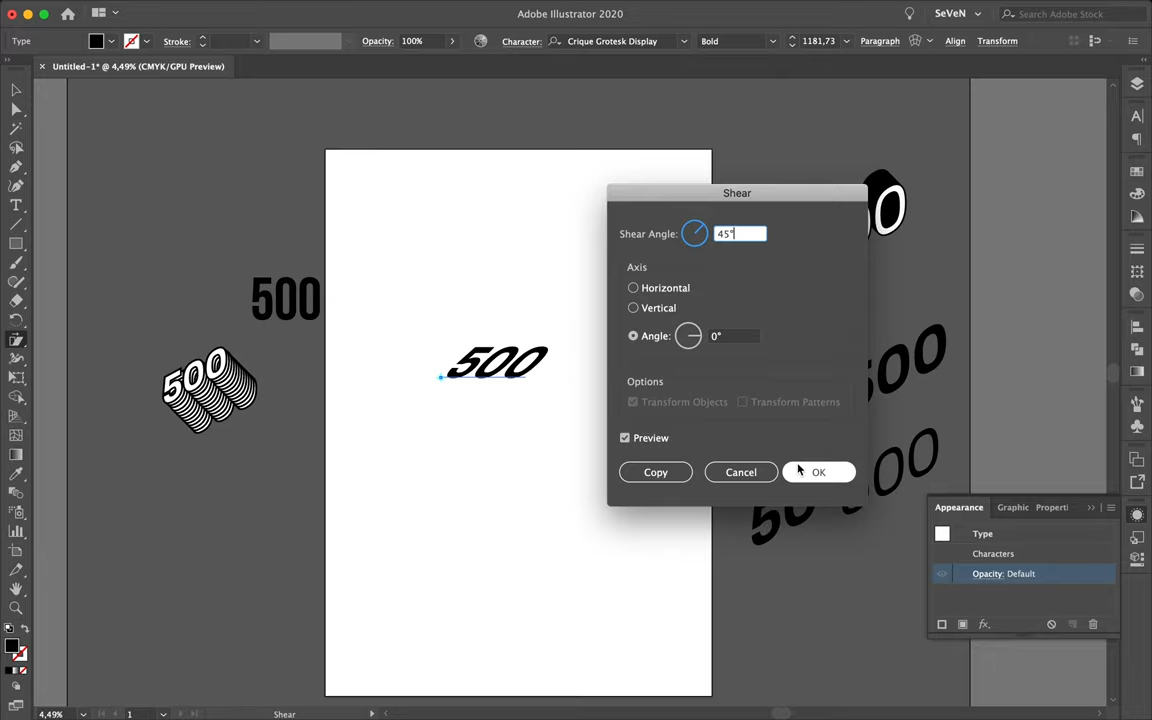 Adobe Illustrator 2020
SeVeN
Search Adobe Stock
Type
Stroke:
Opacity:
100%
Character:
Crique Grotesk Display
Bold
1181,73
Paragraph
Align
Transform
Untitled-1* @ 4,49% (CMYK/GPU Preview)
Shear
Shear Angle:
45°
Axis
Horizontal
Vertical
Angle:
0°
Options
Transform Objects
Transform Patterns
Preview
Copy
Cancel
OK
500
500
500
Appearance
Graphic
Properti
Type
Characters
Opacity: Default
fx.
4,49%
1
Shear